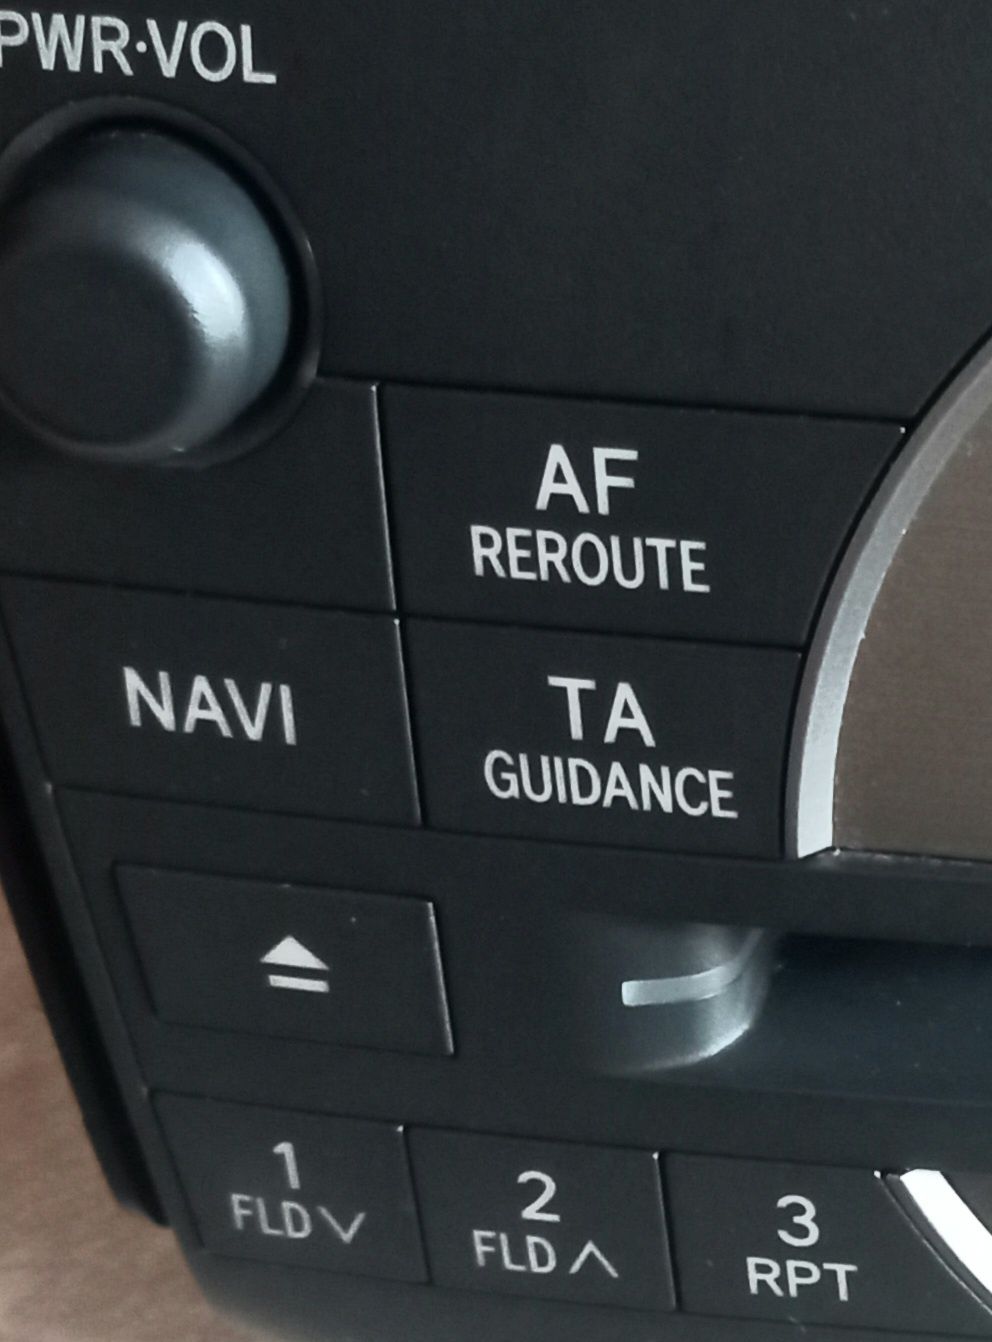 PWR·VOL
AF
REROUTE
NAVI
TA
GUIDANCE
1
FLD ∨
2
FLD ∧
3
RPT